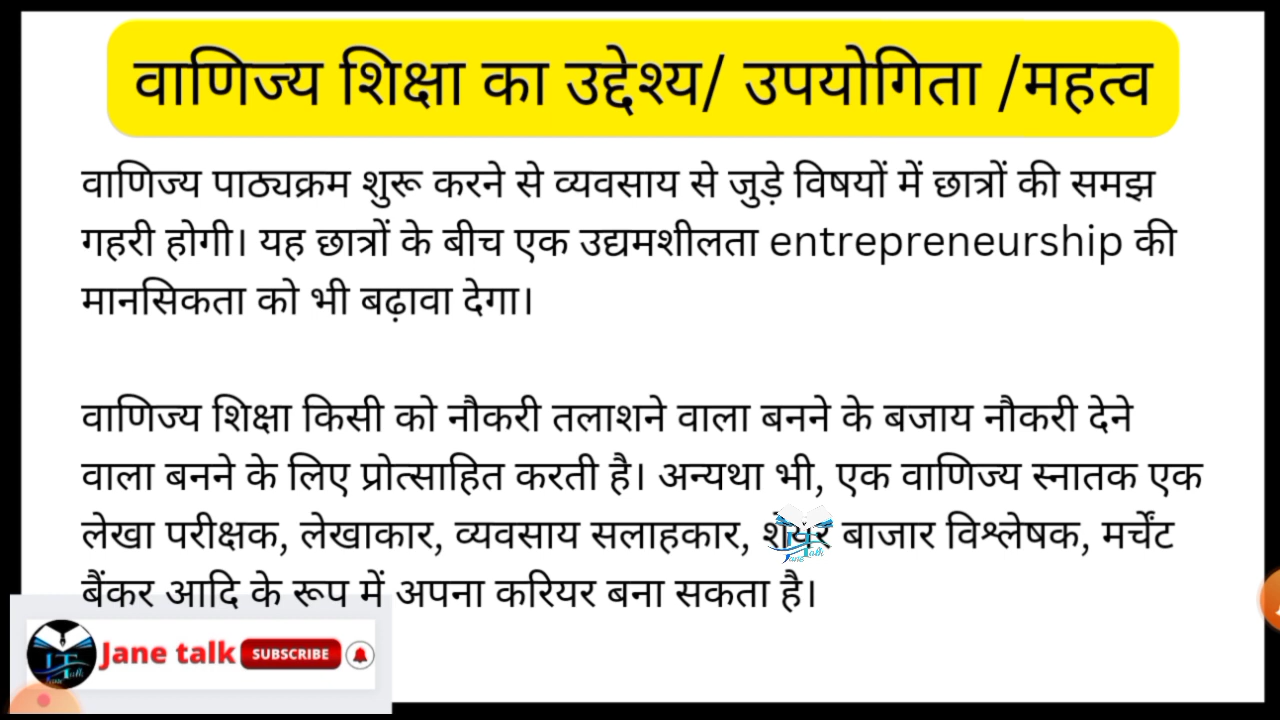 वाणिज्य शिक्षा का उद्देश्य/ उपयोगिता /महत्व
वाणिज्य पाठ्यक्रम शुरू करने से व्यवसाय से जुड़े विषयों में छात्रों की समझ
गहरी होगी। यह छात्रों के बीच एक उद्यमशीलता entrepreneurship की
मानसिकता को भी बढ़ावा देगा।
वाणिज्य शिक्षा किसी को नौकरी तलाशने वाला बनने के बजाय नौकरी देने
वाला बनने के लिए प्रोत्साहित करती है। अन्यथा भी, एक वाणिज्य स्नातक एक
लेखा परीक्षक, लेखाकार, व्यवसाय सलाहकार, शेयर बाजार विश्लेषक, मर्चेंट
बैंकर आदि के रूप में अपना करियर बना सकता है।
Jane talk SUBSCRIBE